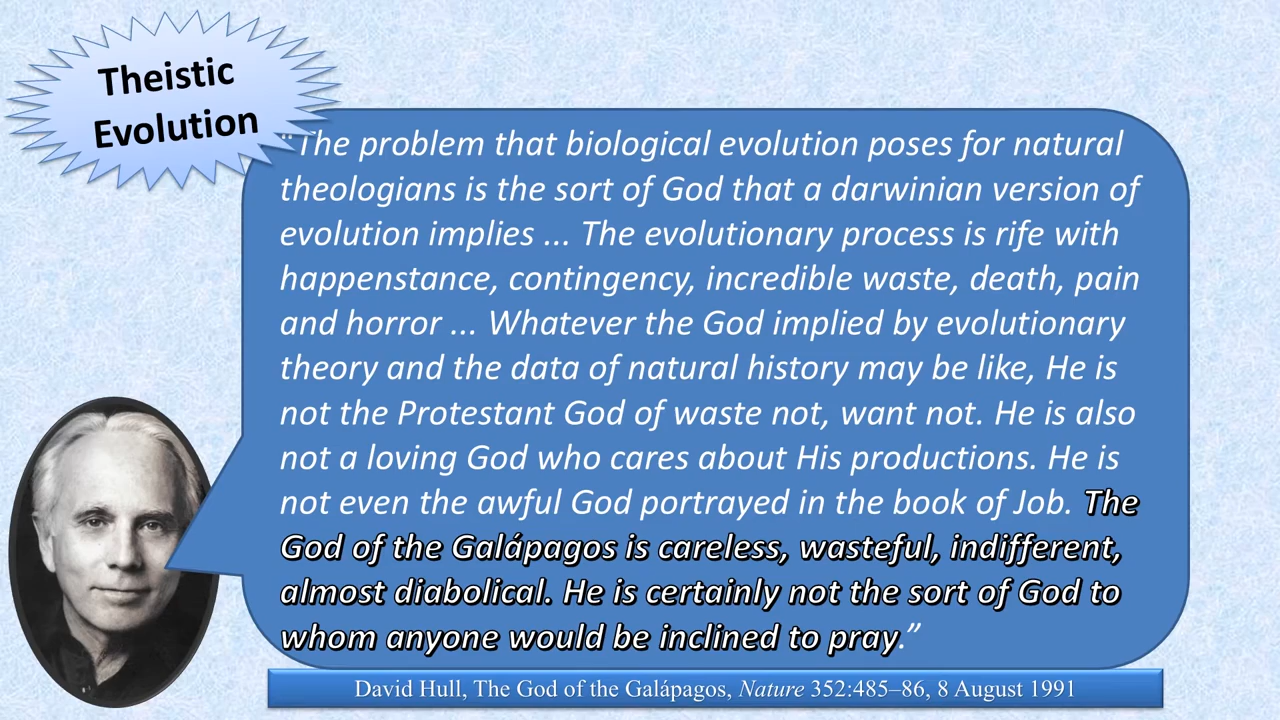 Theistic
Evolution
“The problem that biological evolution poses for natural
theologians is the sort of God that a darwinian version of
evolution implies ... The evolutionary process is rife with
happenstance, contingency, incredible waste, death, pain
and horror ... Whatever the God implied by evolutionary
theory and the data of natural history may be like, He is
not the Protestant God of waste not, want not. He is also
not a loving God who cares about His productions. He is
not even the awful God portrayed in the book of Job. The
God of the Galápagos is careless, wasteful, indifferent,
almost diabolical. He is certainly not the sort of God to
whom anyone would be inclined to pray.”
David Hull, The God of the Galápagos, Nature 352:485–86, 8 August 1991